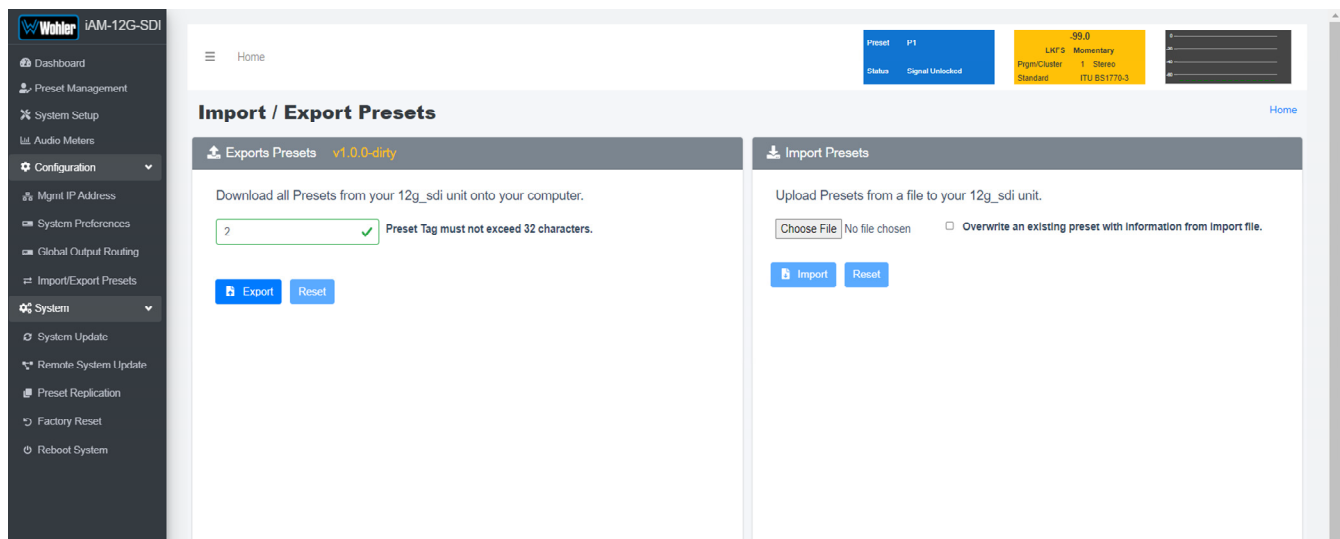 Wohler iAM-12G-SDI
Dashboard
Preset Management
System Setup
Audio Meters
Configuration
Mgmt IP Address
System Preferences
Global Output Routing
Import/Export Presets
System
System Update
Remote System Update
Preset Replication
Factory Reset
Reboot System
Home
Preset P1
Status Signal Unlocked
-99.0
LKFS Momentary
Prgm/Cluster 1 Stereo
Standard ITU BS1770-3
Import / Export Presets
Home
Exports Presets v1.0.0-dirty
Download all Presets from your 12g_sdi unit onto your computer.
2 Preset Tag must not exceed 32 characters.
Export Reset
Import Presets
Upload Presets from a file to your 12g_sdi unit.
Choose File No file chosen Overwrite an existing preset with information from import file.
Import Reset